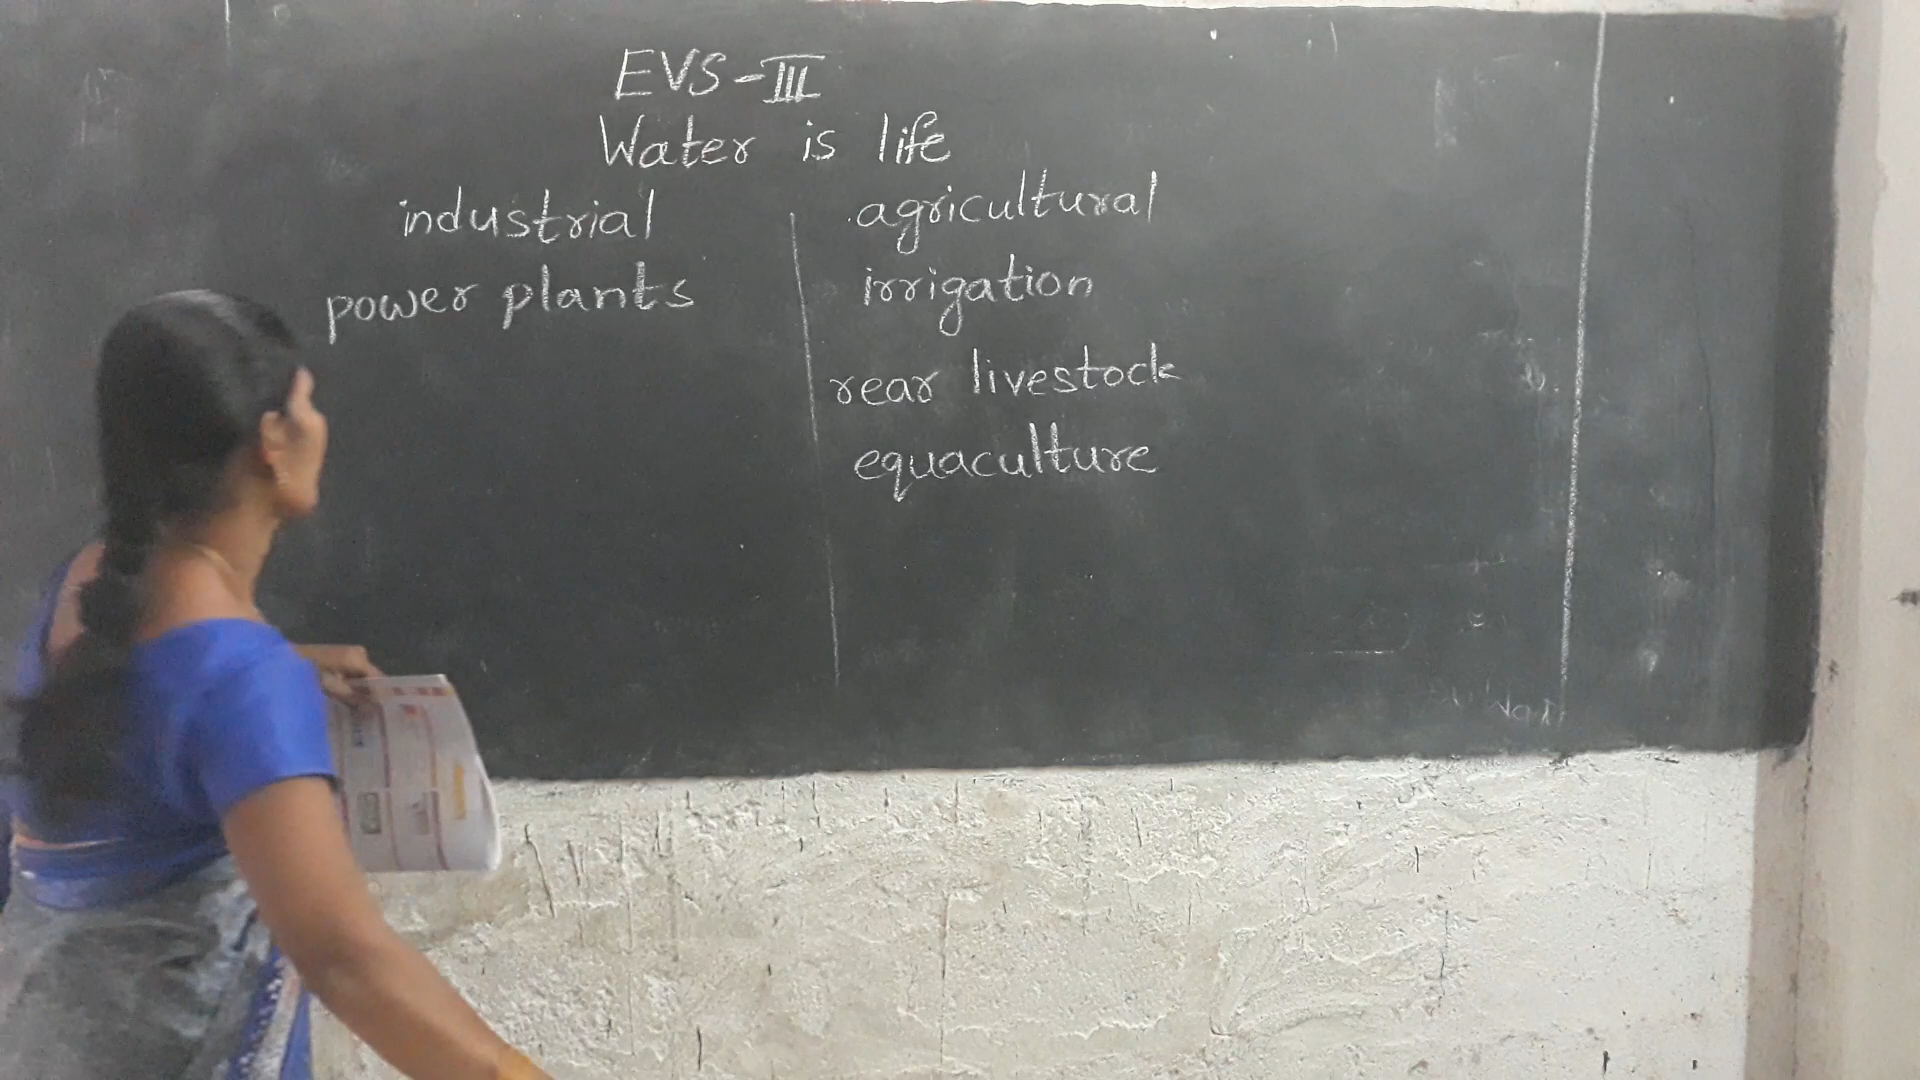 EVS-III
Water is life
industrial
power plants
agricultural
irrigation
rear livestock
equaculture